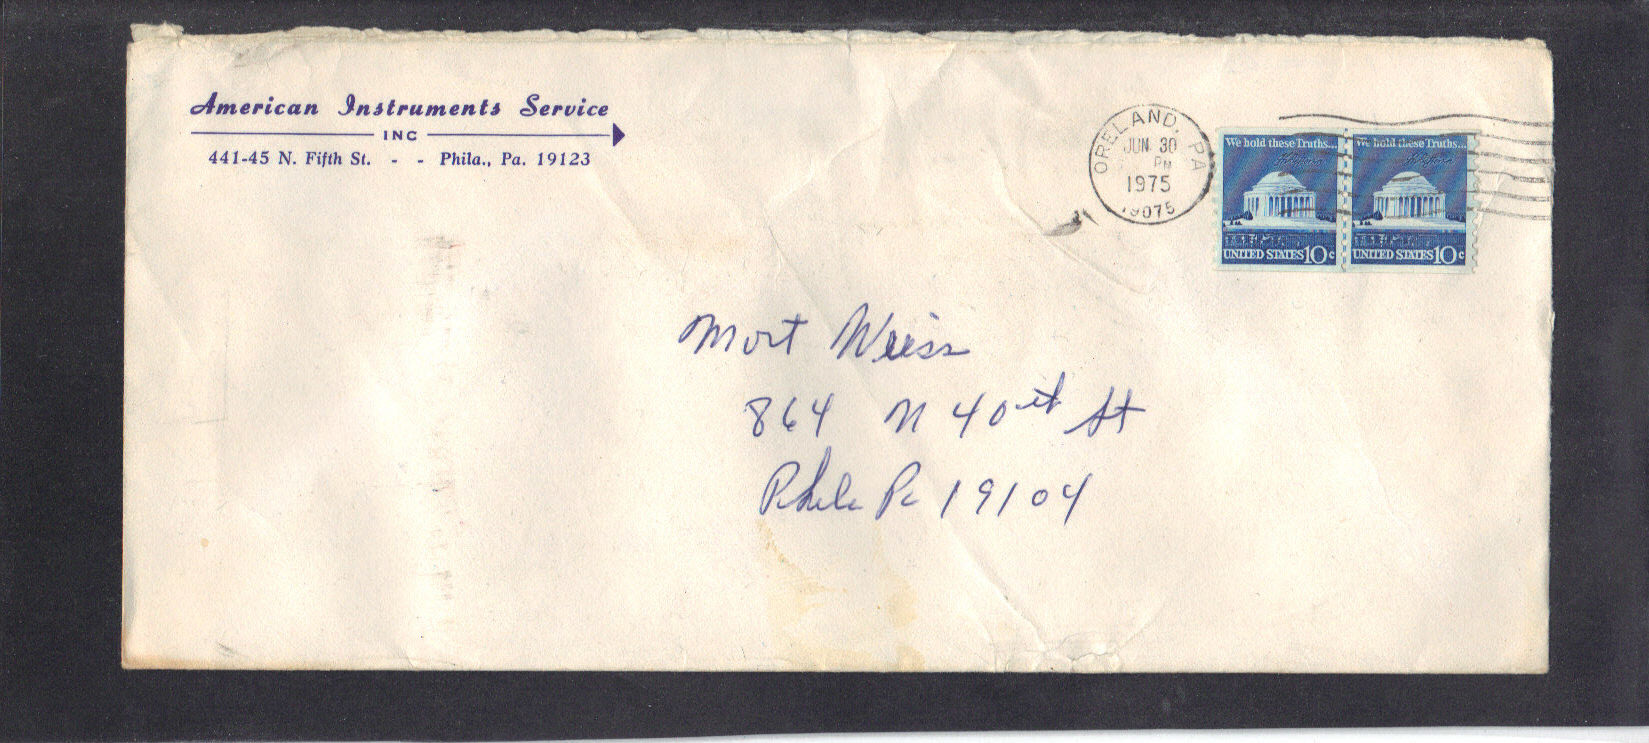 American Instruments Service
INC
441-45 N. Fifth St. - - Phila., Pa. 19123
ORELAND, PA
JUN 30
PM
1975
19075
We hold these Truths...
UNITED STATES 10c
We hold these Truths...
UNITED STATES 10c
Mort Weiss
864 N 40th St
Phila Pa 19104